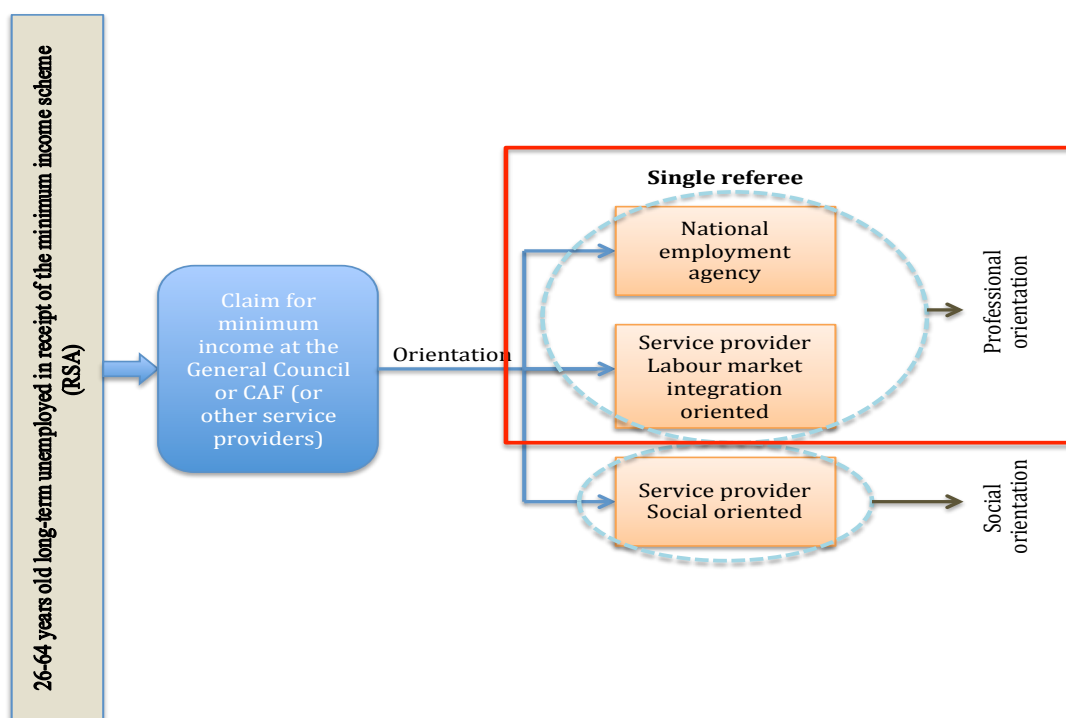 26-64 years old long-term unemployed in receipt of the minimum income scheme
(RSA)
Claim for
minimum
income at the
General Council
or CAF (or
other service
providers)
Orientation
Single referee
National
employment
agency
Service provider
Labour market
integration
oriented
Service provider
Social oriented
Professional
orientation
Social
orientation